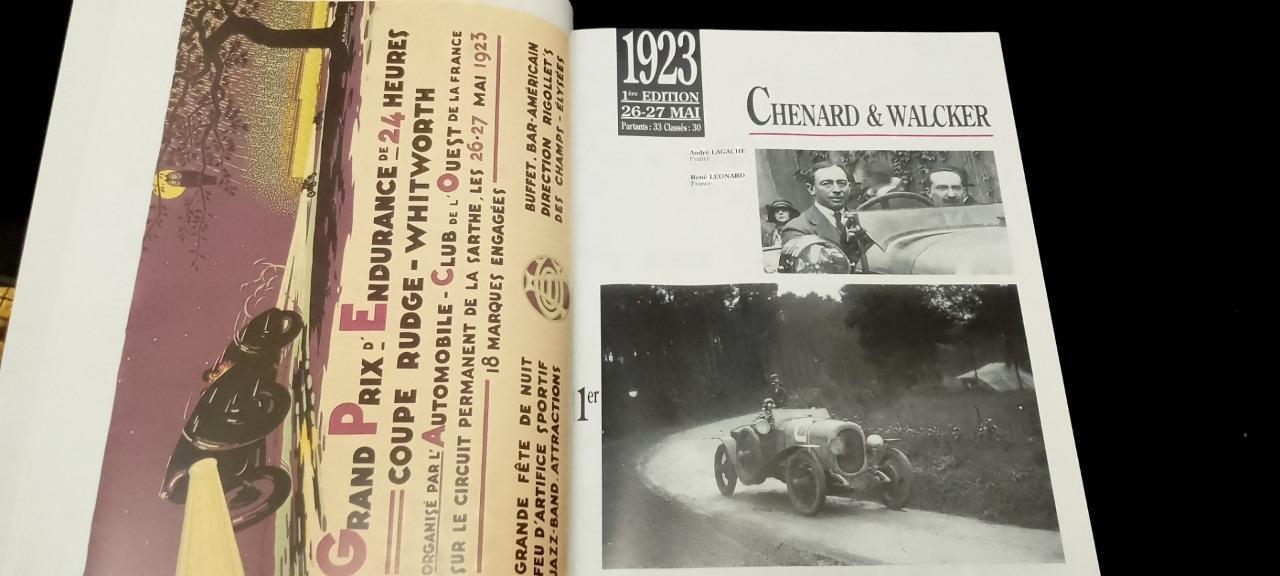 GRAND PRIX D'ENDURANCE DE 24 HEURES
COUPE RUDGE-WHITWORTH
ORGANISÉ PAR L'AUTOMOBILE-CLUB DE L'OUEST DE LA FRANCE
SUR LE CIRCUIT PERMANENT DE LA SARTHE, LES 26·27 MAI 1923
18 MARQUES ENGAGÉES
GRANDE FÊTE DE NUIT
FEU D'ARTIFICE SPORTIF
JAZZ-BAND. ATTRACTIONS
BUFFET, BAR-AMÉRICAIN
DIRECTION RIGOLLET'S
DES CHAMPS-ÉLYSÉES
1923
1ère EDITION
26-27 MAI
Partants : 33 Classés : 30
CHENARD & WALCKER
André LAGACHE
France
René LEONARD
France
1er